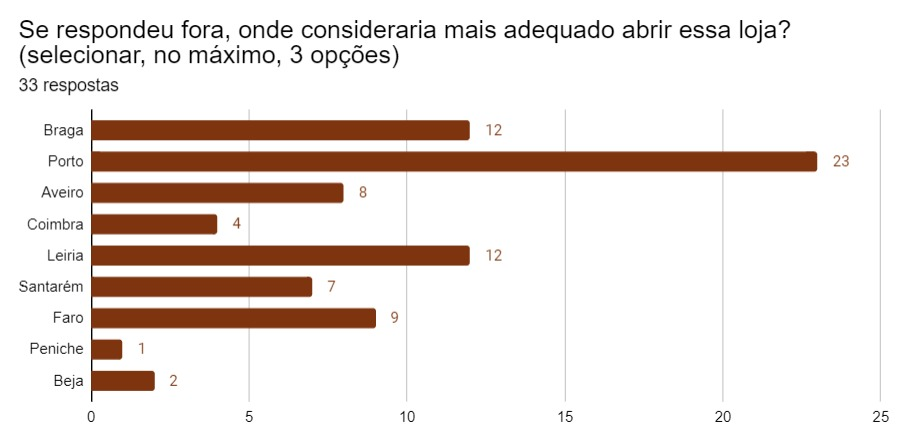 Se respondeu fora, onde consideraria mais adequado abrir essa loja?
(selecionar, no máximo, 3 opções)
33 respostas
Braga 12
Porto 23
Aveiro 8
Coimbra 4
Leiria 12
Santarém 7
Faro 9
Peniche 1
Beja 2
0 5 10 15 20 25